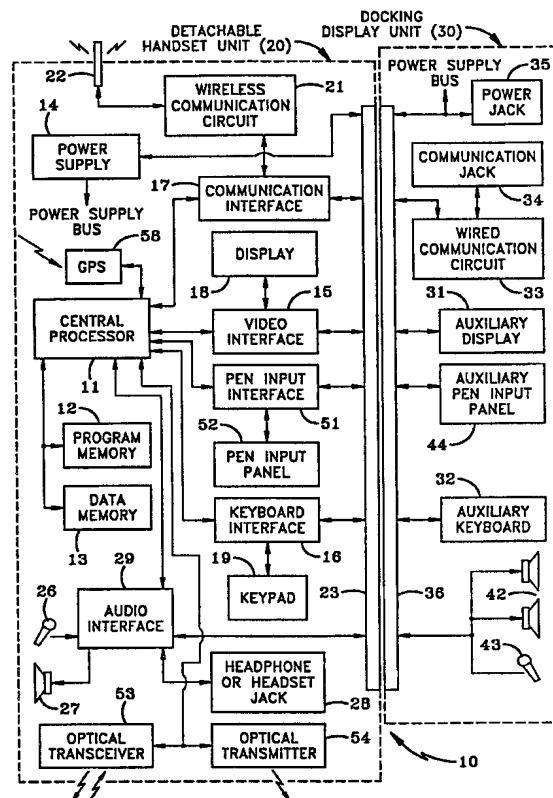 DETACHABLE
HANDSET UNIT (20)
DOCKING
DISPLAY UNIT (30)
22
WIRELESS
COMMUNICATION
CIRCUIT
21
POWER SUPPLY
BUS
35
POWER
JACK
14
POWER
SUPPLY
17
COMMUNICATION
INTERFACE
COMMUNICATION
JACK
34
POWER SUPPLY
BUS
58
GPS
DISPLAY
18
WIRED
COMMUNICATION
CIRCUIT
33
15
VIDEO
INTERFACE
31
AUXILIARY
DISPLAY
CENTRAL
PROCESSOR
11
PEN INPUT
INTERFACE
51
AUXILIARY
PEN INPUT
PANEL
44
12
PROGRAM
MEMORY
52
PEN INPUT
PANEL
DATA
MEMORY
13
KEYBOARD
INTERFACE
16
32
AUXILIARY
KEYBOARD
29
26
AUDIO
INTERFACE
19
KEYPAD
23
36
42
43
27
HEADPHONE
OR HEADSET
JACK
28
53
OPTICAL
TRANSCEIVER
OPTICAL
TRANSMITTER
54
10